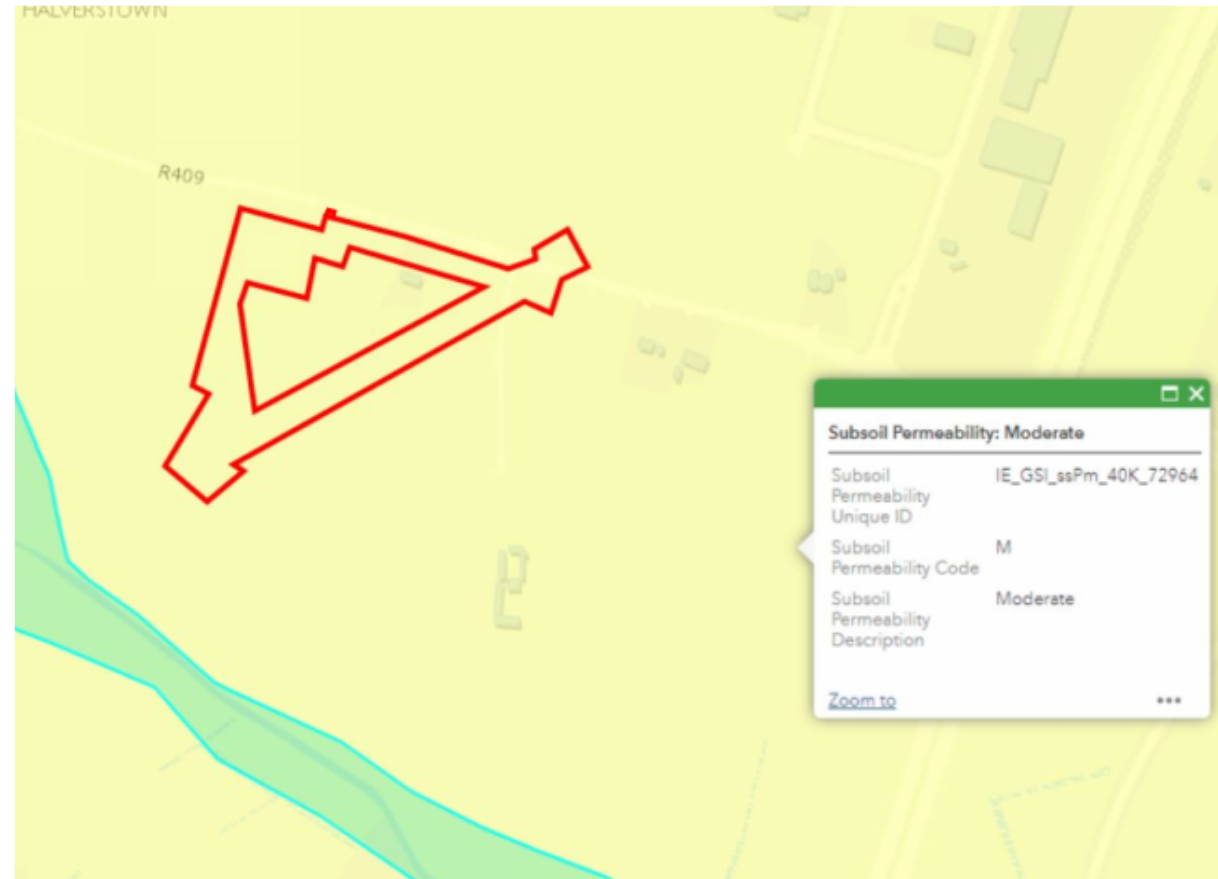 HALVERSTOWN
R409
Subsoil Permeability: Moderate
Subsoil Permeability Unique ID IE_GSI_ssPm_40K_72964
Subsoil Permeability Code M
Subsoil Permeability Description Moderate
Zoom to